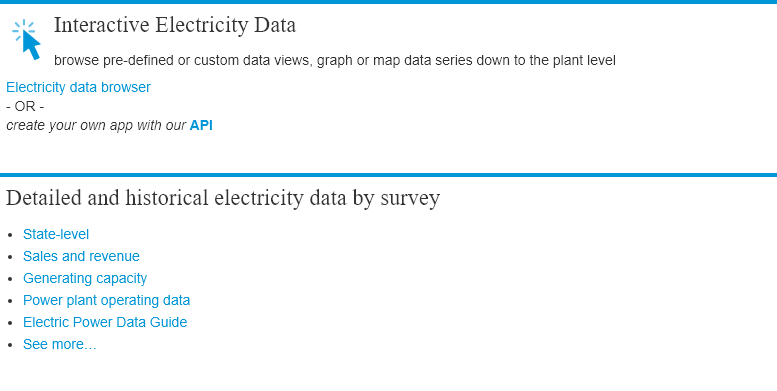 Interactive Electricity Data
browse pre-defined or custom data views, graph or map data series down to the plant level
Electricity data browser
- OR -
create your own app with our API
Detailed and historical electricity data by survey
• State-level
• Sales and revenue
• Generating capacity
• Power plant operating data
• Electric Power Data Guide
• See more…